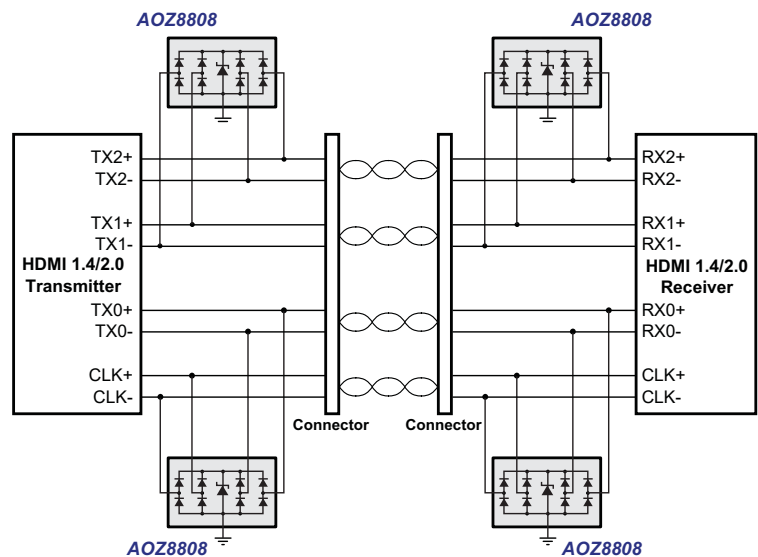 AOZ8808
AOZ8808
TX2+
TX2-
TX1+
TX1-
HDMI 1.4/2.0
Transmitter
TX0+
TX0-
CLK+
CLK-
RX2+
RX2-
RX1+
RX1-
HDMI 1.4/2.0
Receiver
RX0+
RX0-
CLK+
CLK-
Connector
Connector
AOZ8808
AOZ8808